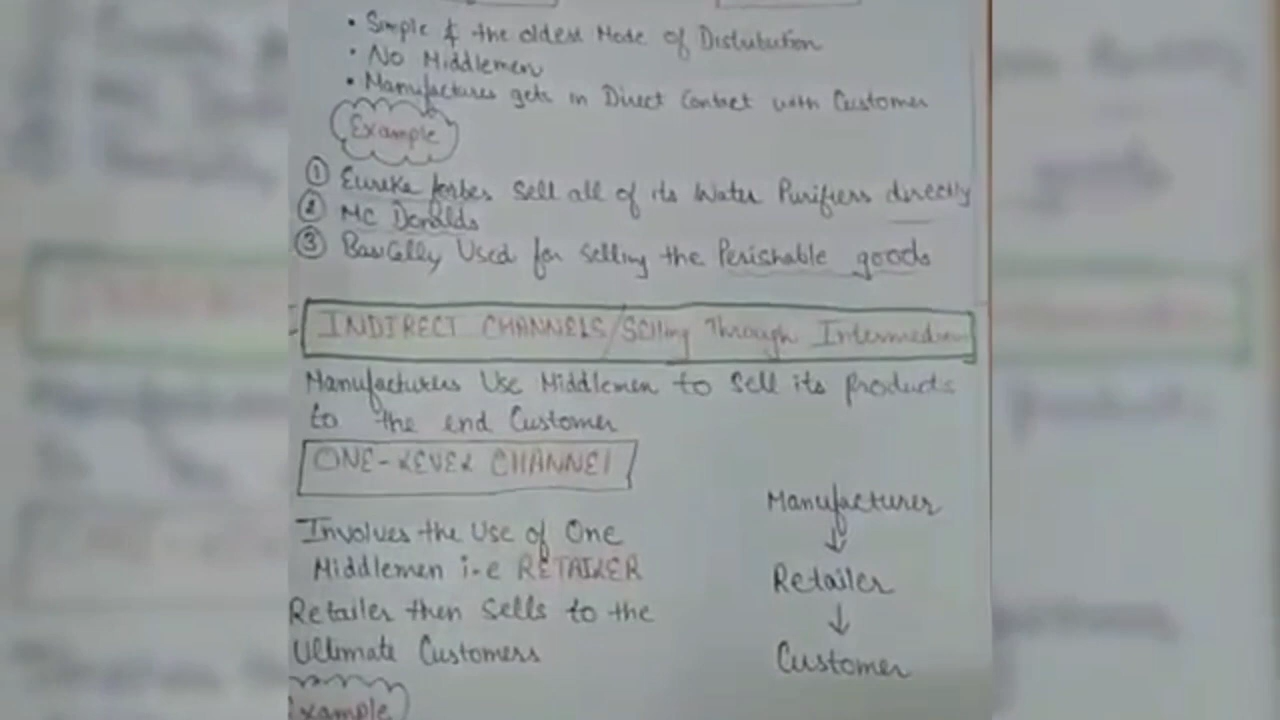 • Simple & the oldest Mode of Distribution
• No Middlemen
• Manufactures gets in Direct Contact with Customer
Example
① Eureka forbes Sell all of its Water Purifiers directly
② Mc Donalds
③ Basically Used for Selling the Perishable goods
INDIRECT CHANNELS/Selling Through
Manufacturers Use Middlemen to Sell its Products
to the end Customer
ONE-LEVEL CHANNEL
Involves the Use of One
Middlemen i-e RETAILER
Retailer then Sells to the
Ultimate Customers
Example
Manufacturer
↓
Retailer
↓
Customer